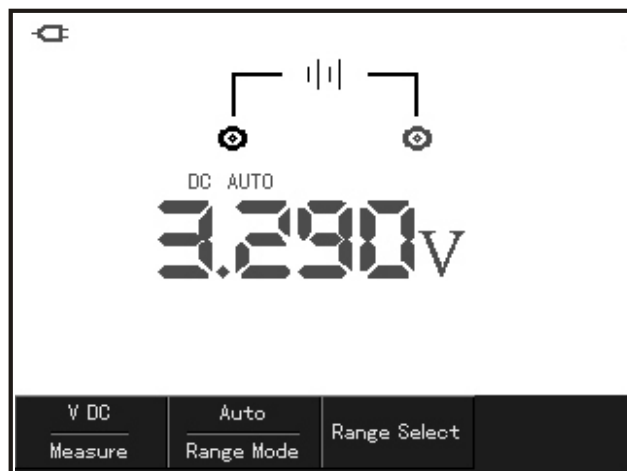 DC AUTO
3.290V
V DC
Measure
Auto
Range Mode
Range Select